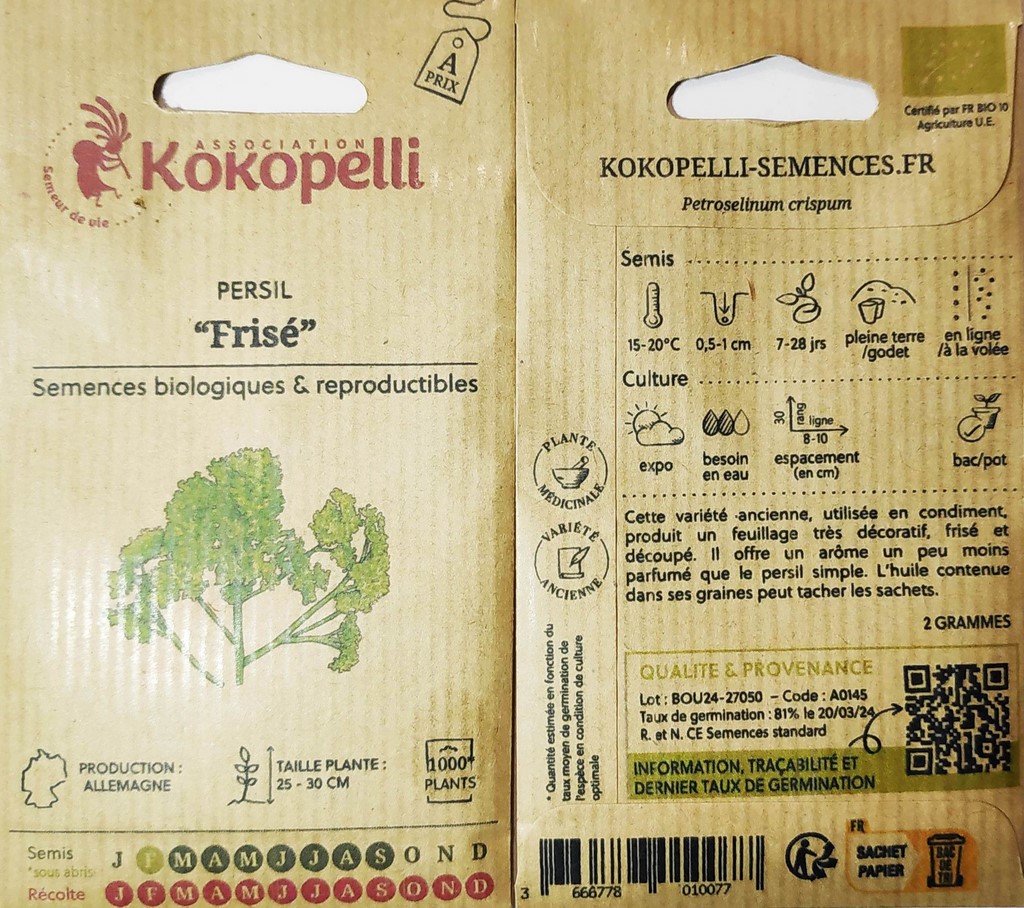 À
PRIX
ASSOCIATION
Kokopelli
Semeur de vie
PERSIL
“Frisé”
Semences biologiques & reproductibles
PRODUCTION :
ALLEMAGNE
TAILLE PLANTE :
25 - 30 CM
1000*
PLANTS
Semis J F M A M J J A S O N D
*sous abris
Récolte J F M A M J J A S O N D
Certifié par FR BIO 10
Agriculture U.E.
KOKOPELLI-SEMENCES.FR
Petroselinum crispum
Semis
15-20°C
0,5-1 cm
7-28 jrs
pleine terre
/godet
en ligne
/à la volée
Culture
expo
besoin
en eau
30
rang
ligne
8-10
espacement
(en cm)
bac/pot
PLANTE
MÉDICINALE
VARIÉTÉ
ANCIENNE
Cette variété ancienne, utilisée en condiment,
produit un feuillage très décoratif, frisé et
découpé. Il offre un arôme un peu moins
parfumé que le persil simple. L'huile contenue
dans ses graines peut tacher les sachets.
2 GRAMMES
* Quantité estimée en fonction du
taux moyen de germination de
l'espèce en condition de culture
optimale
QUALITE & PROVENANCE
Lot : BOU24-27050 – Code : A0145
Taux de germination : 81% le 20/03/24
R. et N. CE Semences standard
INFORMATION, TRAÇABILITÉ ET
DERNIER TAUX DE GERMINATION
3 666778 010077
FR
SACHET
PAPIER
BAC
DE
TRI